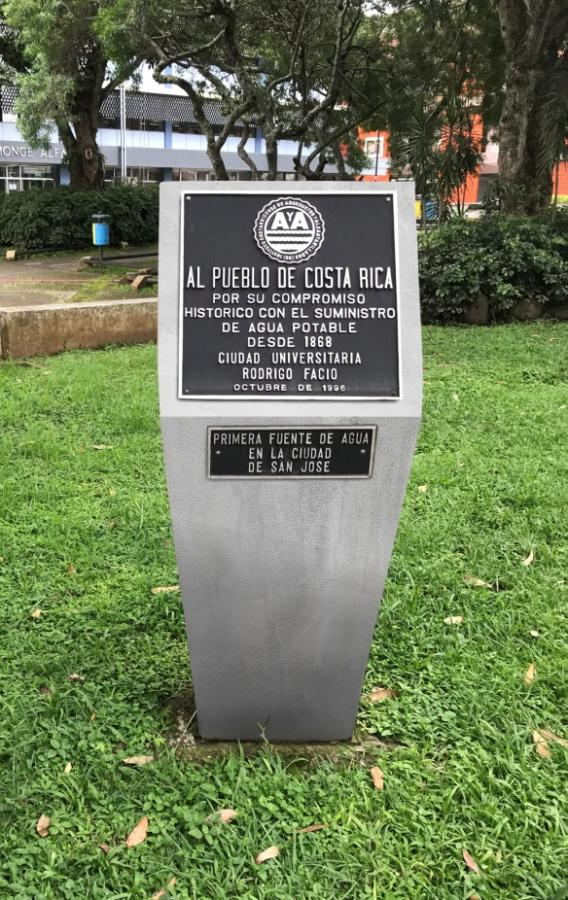 MONGE ALFA
AYA
AL PUEBLO DE COSTA RICA
POR SU COMPROMISO
HISTORICO CON EL SUMINISTRO
DE AGUA POTABLE
DESDE 1868
CIUDAD UNIVERSITARIA
RODRIGO FACIO
OCTUBRE DE 1996
PRIMERA FUENTE DE AGUA
EN LA CIUDAD
DE SAN JOSE